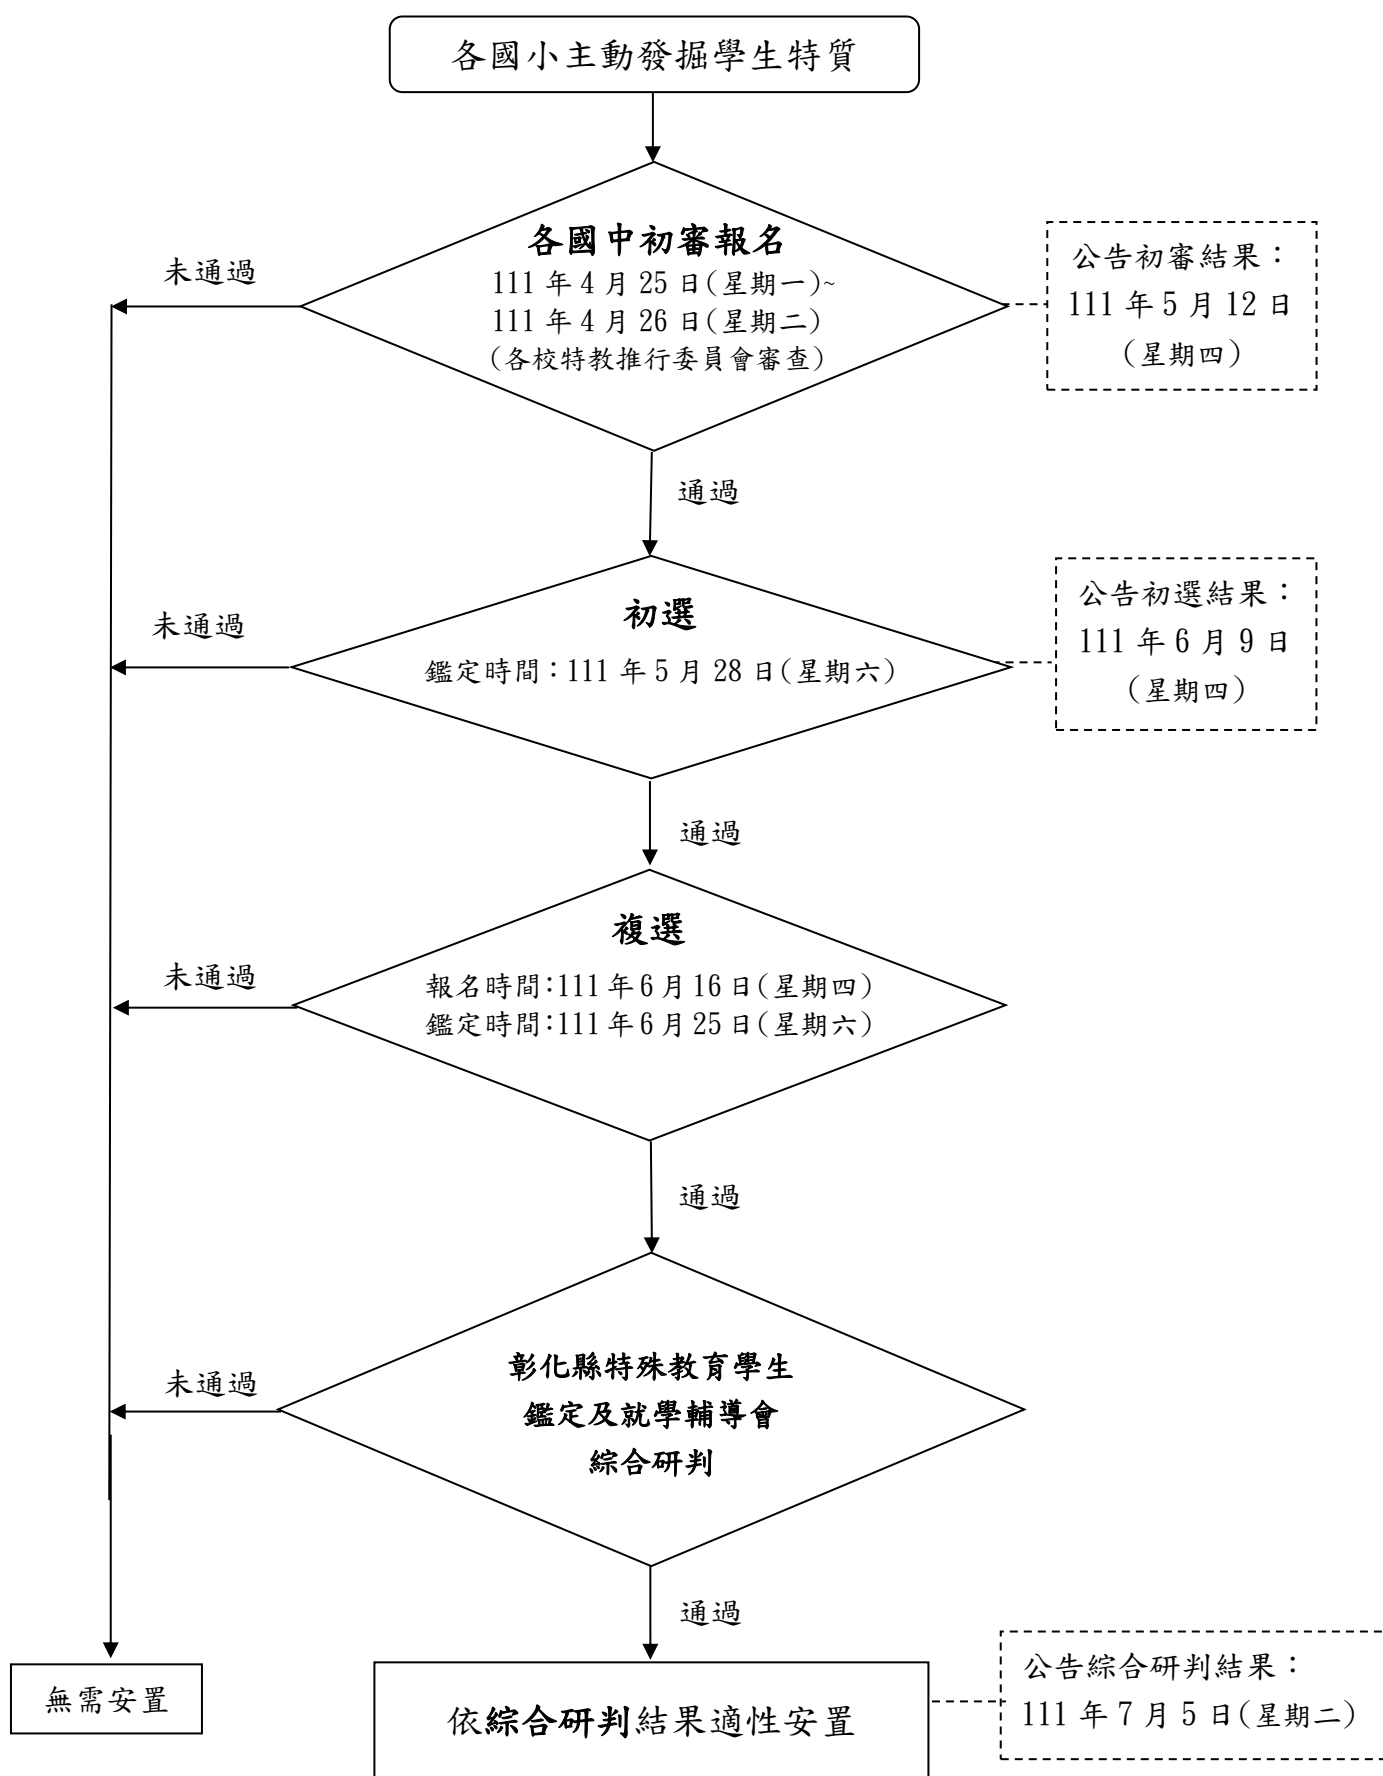 各國小主動發掘學生特質
各國中初審報名
111 年 4 月 25 日(星期一)~
111 年 4 月 26 日(星期二)
(各校特教推行委員會審查)
未通過
公告初審結果：
111 年 5 月 12 日
(星期四)
通過
初選
鑑定時間：111 年 5 月 28 日(星期六)
未通過
公告初選結果：
111 年 6 月 9 日
(星期四)
通過
複選
報名時間:111 年 6 月 16 日(星期四)
鑑定時間:111 年 6 月 25 日(星期六)
未通過
通過
彰化縣特殊教育學生
鑑定及就學輔導會
綜合研判
未通過
通過
無需安置
依綜合研判結果適性安置
公告綜合研判結果：
111 年 7 月 5 日(星期二)